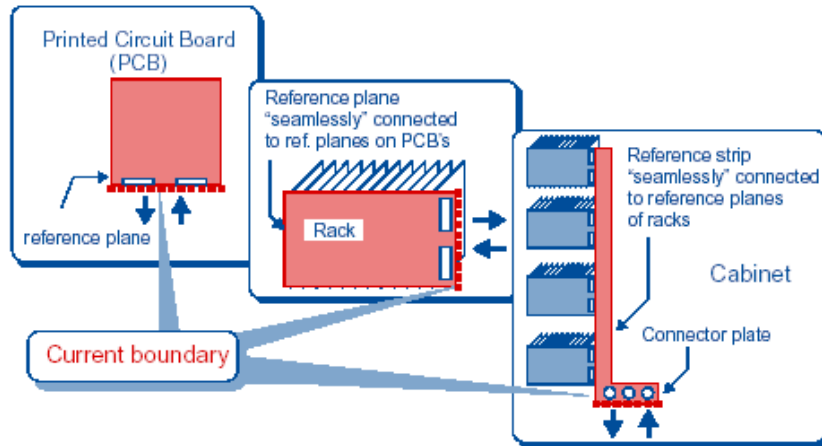 Printed Circuit Board
(PCB)
reference plane
Reference plane
"seamlessly" connected
to ref. planes on PCB's
Rack
Reference strip
"seamlessly" connected
to reference planes
of racks
Cabinet
Connector plate
Current boundary